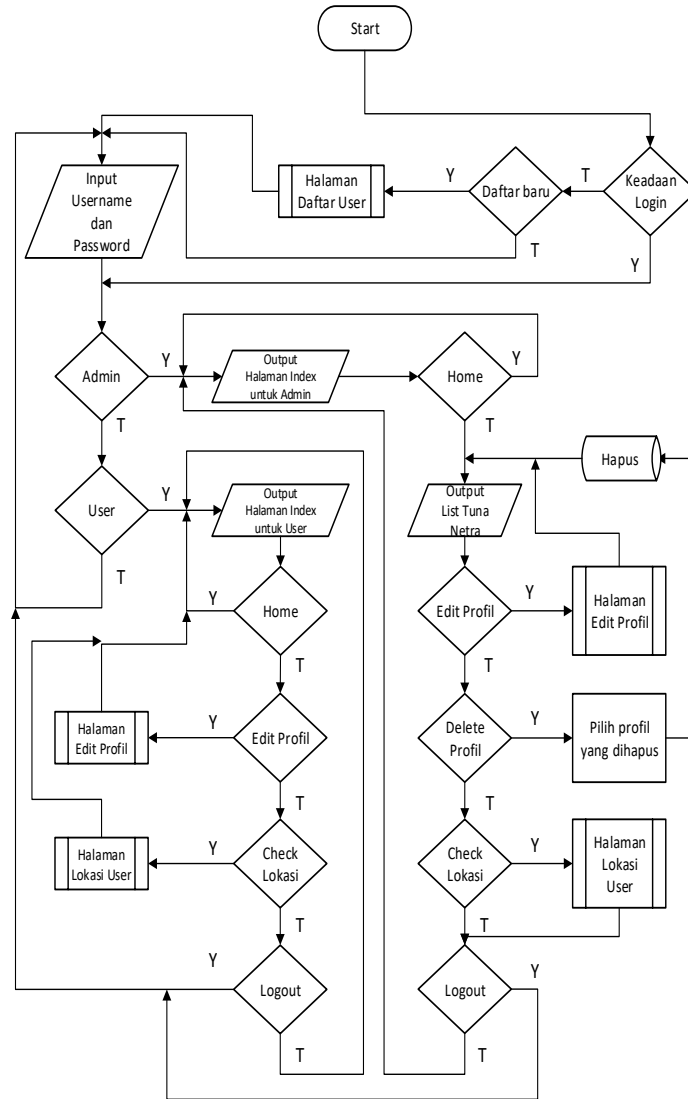 Start
Input
Username
dan
Password
Halaman
Daftar User
Y
Daftar baru
T
Keadaan
Login
T
Y
Admin
Y
T
Output
Halaman Index
untuk Admin
Home
Y
T
Hapus
User
Y
T
Output
Halaman Index
untuk User
Output
List Tuna
Netra
Y
Home
T
Edit Profil
Y
T
Halaman
Edit Profil
Halaman
Edit Profil
Y
Edit Profil
T
Delete
Profil
Y
T
Pilih profil
yang dihapus
Halaman
Lokasi User
Y
Check
Lokasi
T
Check
Lokasi
Y
T
Halaman
Lokasi
User
Y
Logout
T
Logout
Y
T